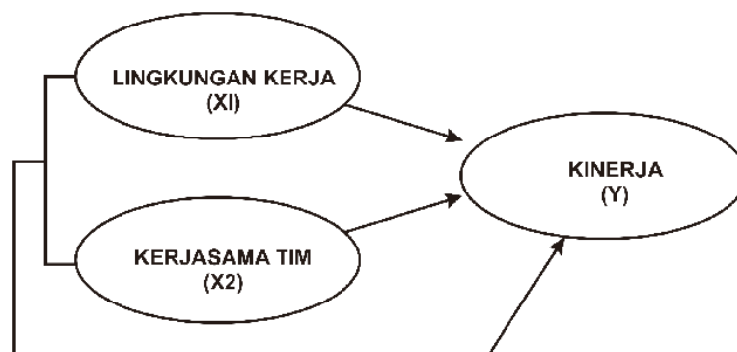 LINGKUNGAN KERJA
(XI)
KINERJA
(Y)
KERJASAMA TIM
(X2)